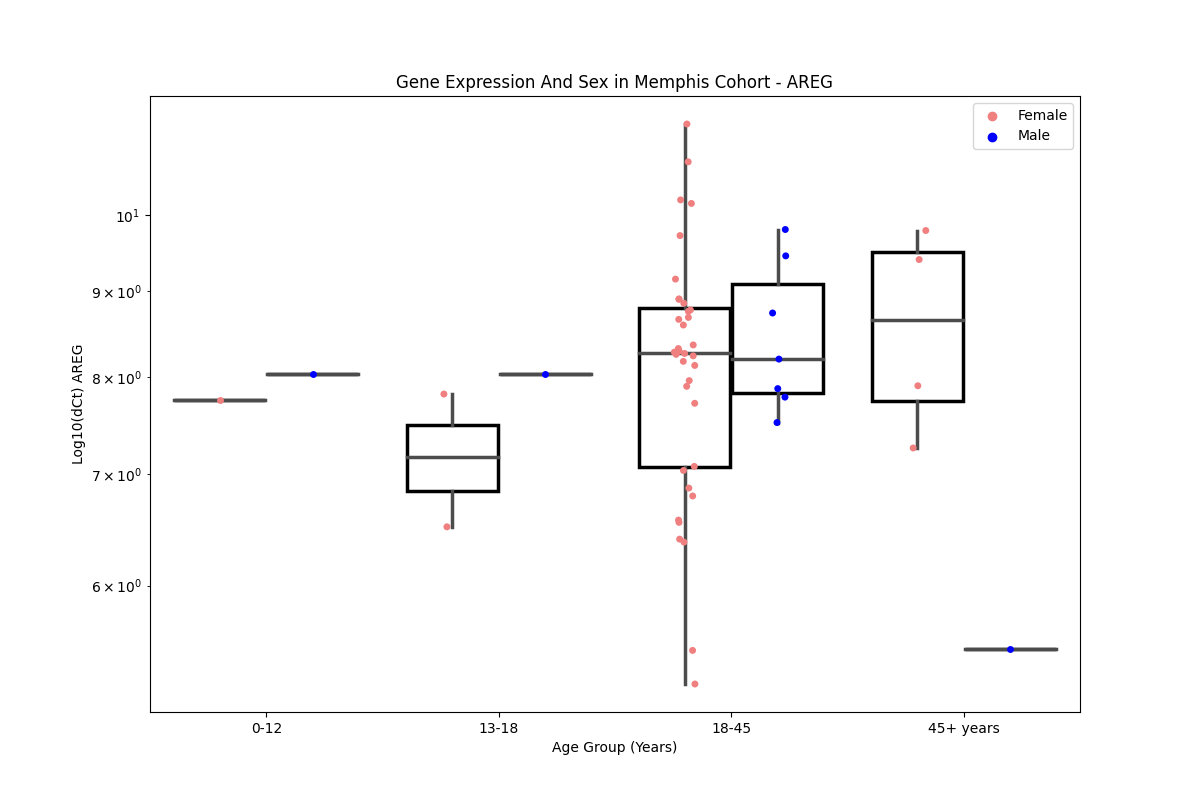 Gene Expression And Sex in Memphis Cohort - AREG
Female
Male
10¹
9 × 10⁰
8 × 10⁰
7 × 10⁰
6 × 10⁰
Log10(dCt) AREG
0-12
13-18
18-45
45+ years
Age Group (Years)